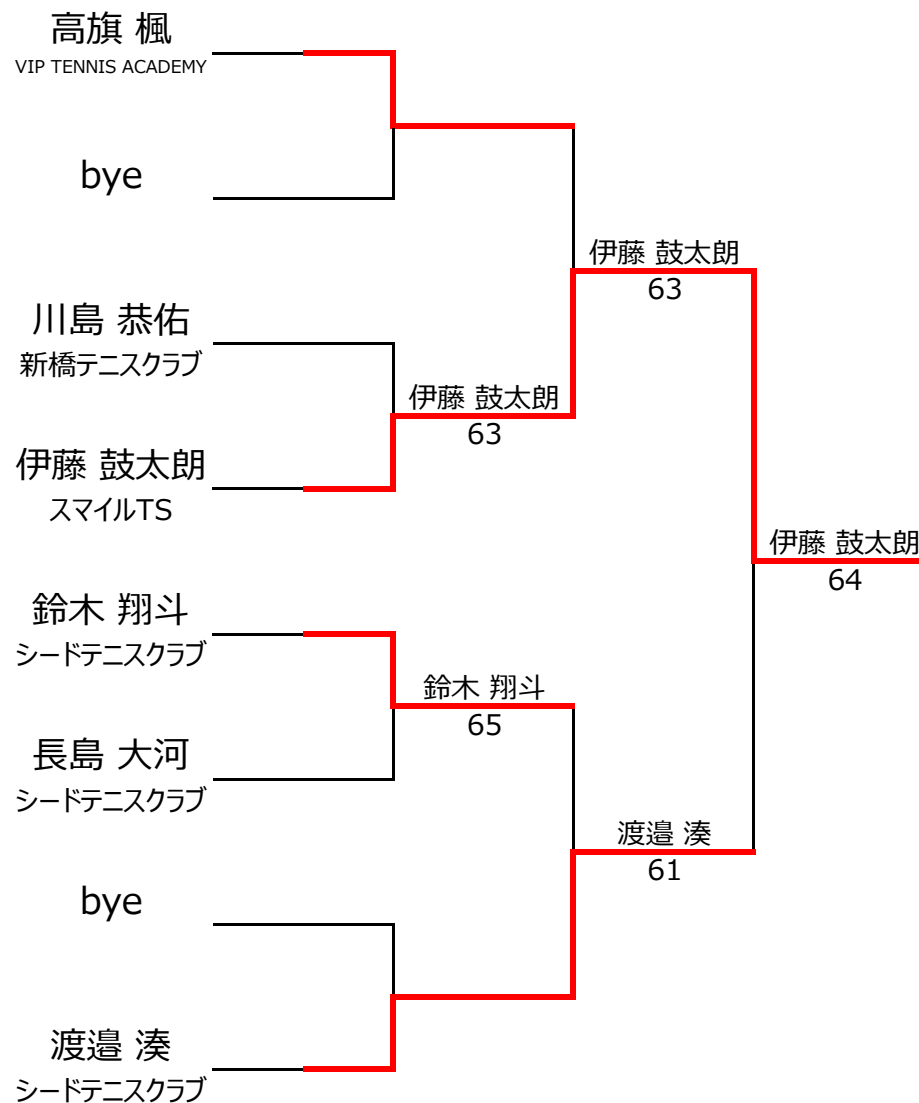 高旗 楓
VIP TENNIS ACADEMY
bye
川島 恭佑
新橋テニスクラブ
伊藤 鼓太朗
スマイルTS
鈴木 翔斗
シードテニスクラブ
長島 大河
シードテニスクラブ
bye
渡邉 湊
シードテニスクラブ
伊藤 鼓太朗
63
鈴木 翔斗
65
伊藤 鼓太朗
63
渡邉 湊
61
伊藤 鼓太朗
64